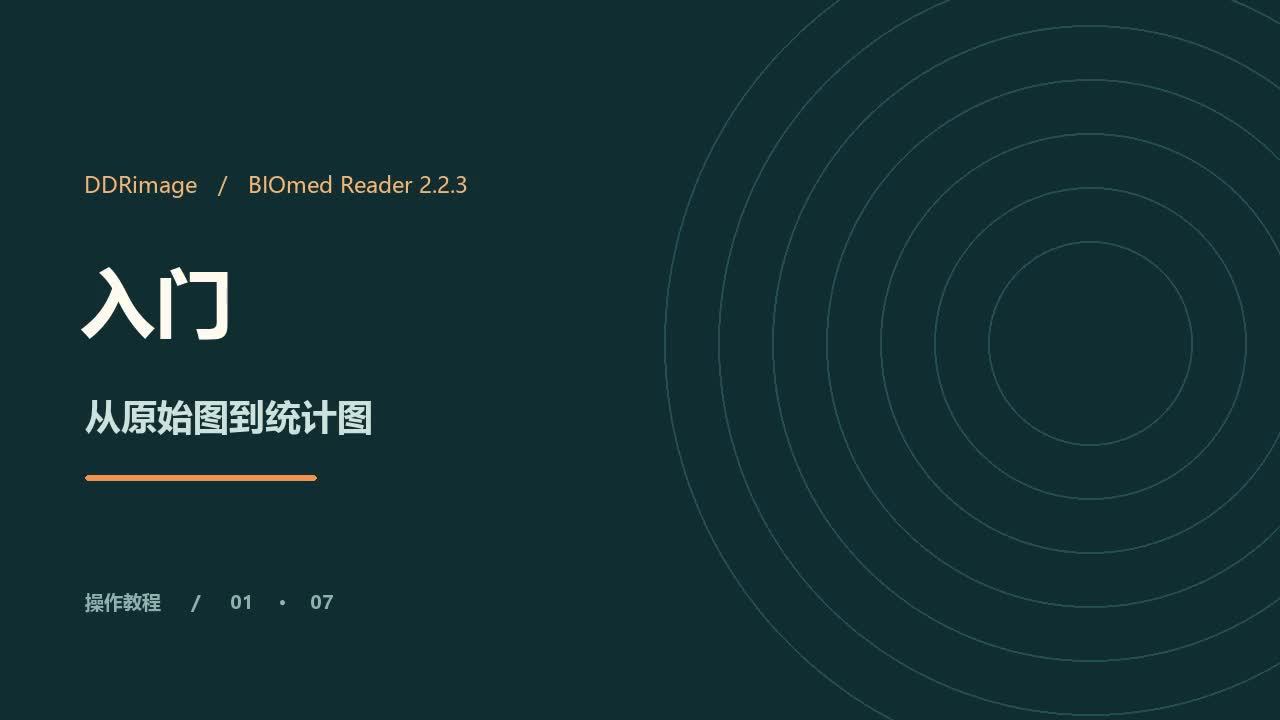 DDRimage / BIOmed Reader 2.2.3
入门
从原始图到统计图
操作教程 / 01 · 07